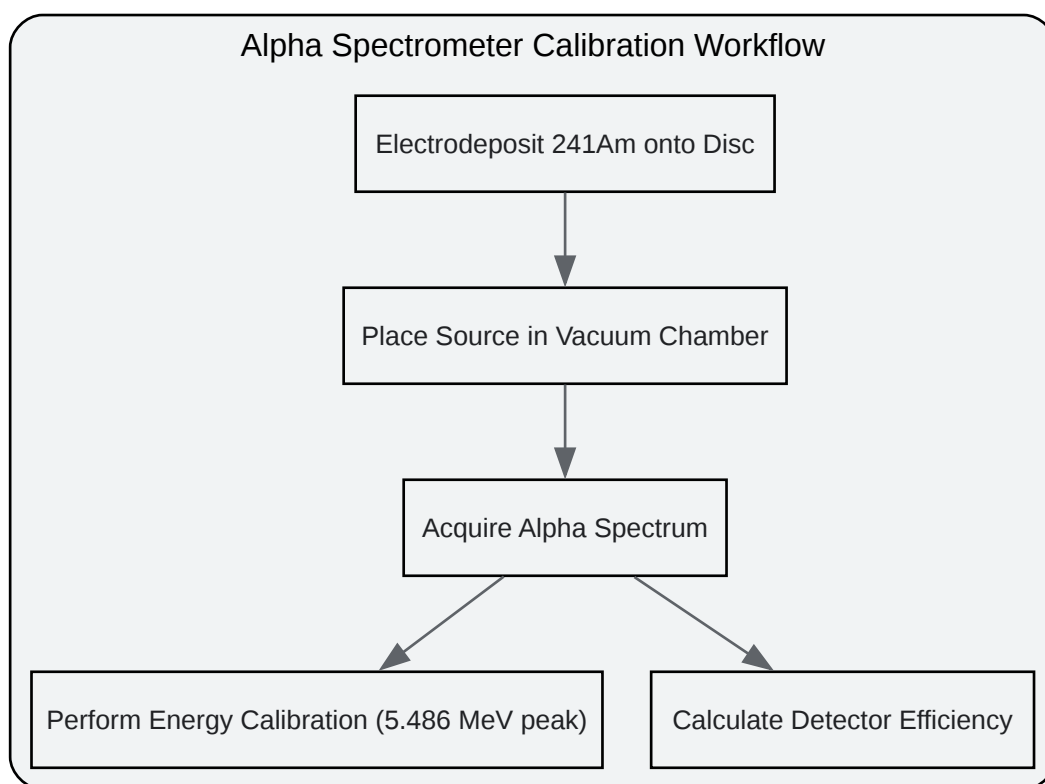 Alpha Spectrometer Calibration Workflow
Electrodeposit 241Am onto Disc
Place Source in Vacuum Chamber
Acquire Alpha Spectrum
Perform Energy Calibration (5.486 MeV peak)
Calculate Detector Efficiency